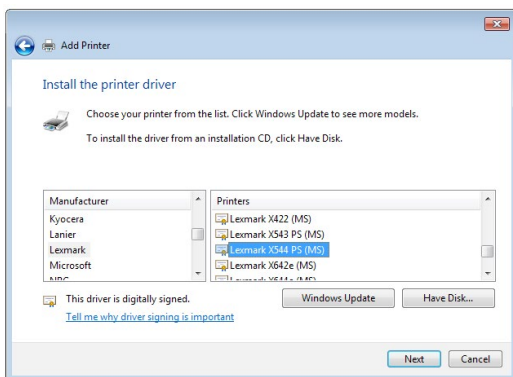 Add Printer
Install the printer driver
Choose your printer from the list. Click Windows Update to see more models.
To install the driver from an installation CD, click Have Disk.
Manufacturer
Kyocera
Lanier
Lexmark
Microsoft
Printers
Lexmark X422 (MS)
Lexmark X543 PS (MS)
Lexmark X544 PS (MS)
Lexmark X642e (MS)
This driver is digitally signed.
Tell me why driver signing is important
Windows Update
Have Disk...
Next
Cancel